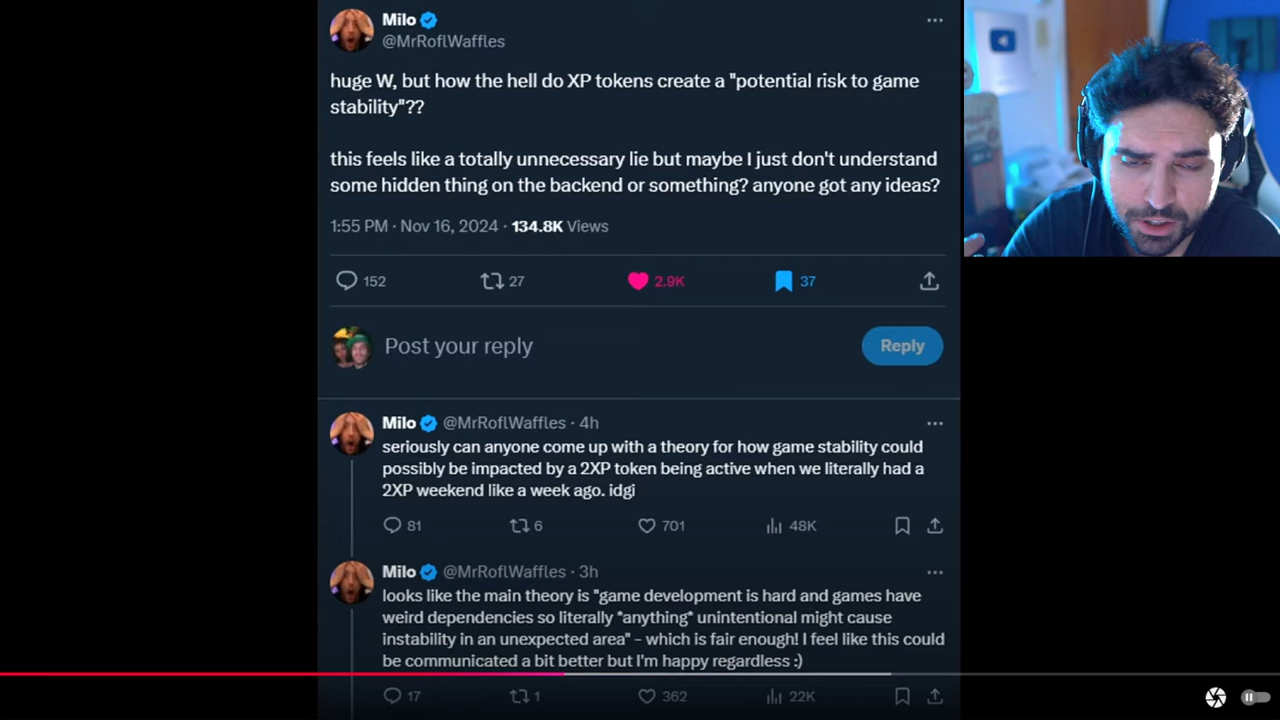 Milo
@MrRoflWaffles
huge W, but how the hell do XP tokens create a "potential risk to game
stability"??
this feels like a totally unnecessary lie but maybe I just don't understand
some hidden thing on the backend or something? anyone got any ideas?
1:55 PM · Nov 16, 2024 · 134.8K Views
152 27 2.9K 37
Post your reply
Reply
Milo @MrRoflWaffles · 4h
seriously can anyone come up with a theory for how game stability could
possibly be impacted by a 2XP token being active when we literally had a
2XP weekend like a week ago. idgi
81 6 701 48K
Milo @MrRoflWaffles · 3h
looks like the main theory is "game development is hard and games have
weird dependencies so literally *anything* unintentional might cause
instability in an unexpected area" - which is fair enough! I feel like this could
be communicated a bit better but I'm happy regardless :)
17 1 362 22K